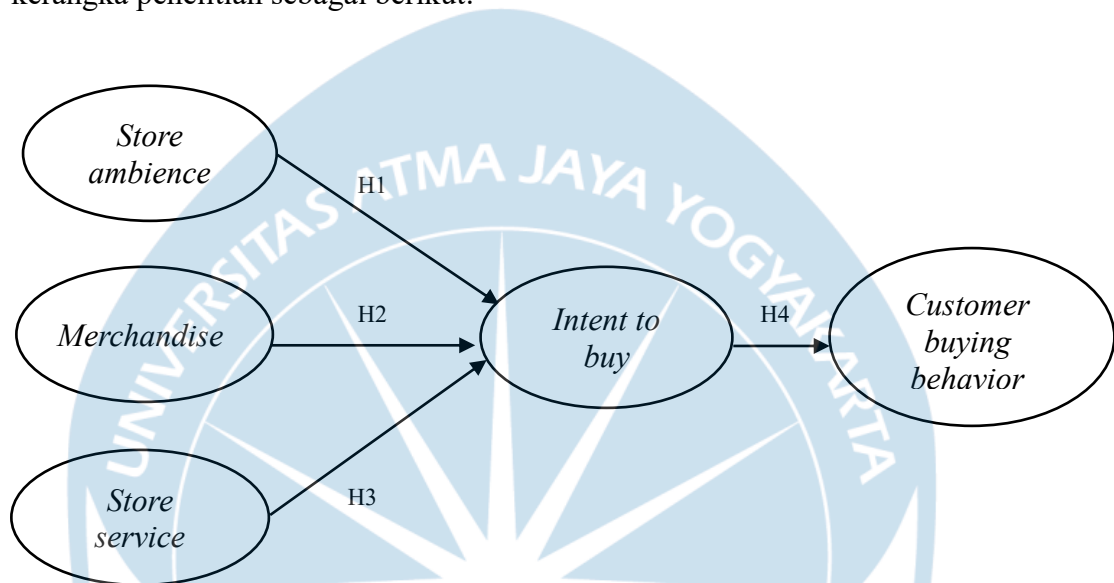 kerangka penelitian sebagai berikut:
Store
ambience
H1
UNIVERSITAS ATMA JAYA YOGYAKARTA
Merchandise
H2
Intent to
buy
H4
Customer
buying
behavior
Store
service
H3